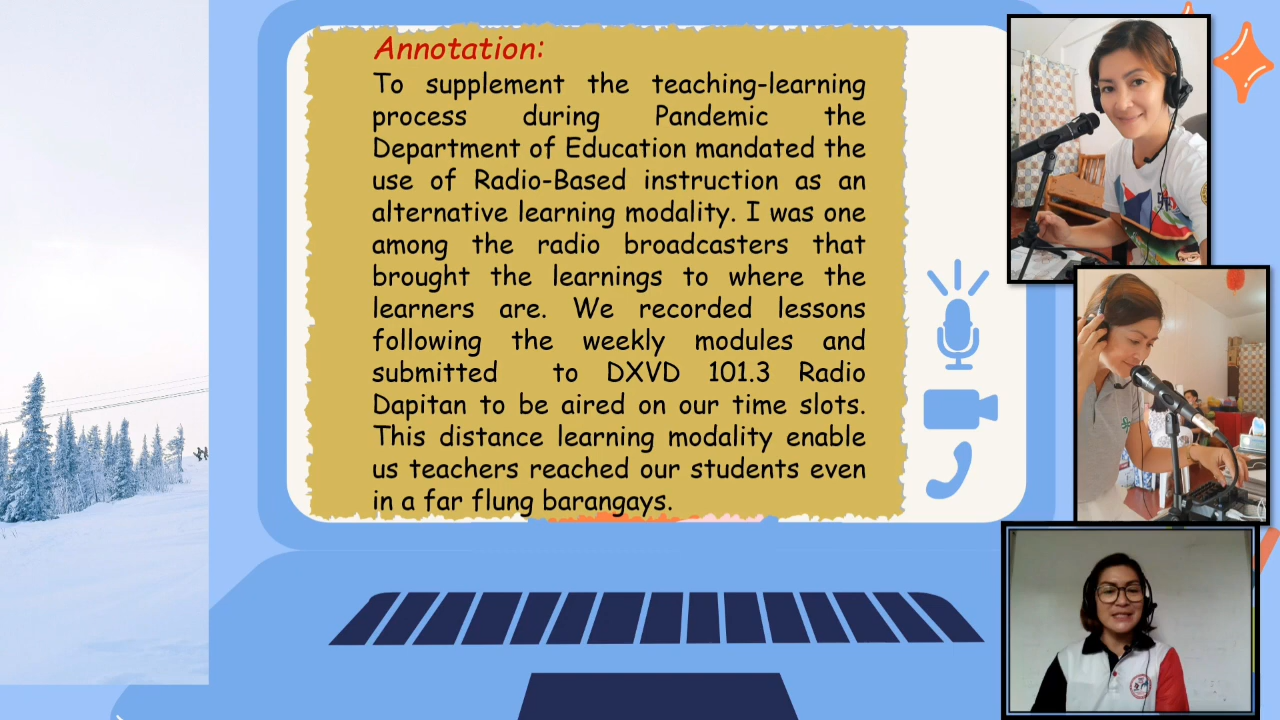 Annotation:
To supplement the teaching-learning
process during Pandemic the
Department of Education mandated the
use of Radio-Based instruction as an
alternative learning modality. I was one
among the radio broadcasters that
brought the learnings to where the
learners are. We recorded lessons
following the weekly modules and
submitted to DXVD 101.3 Radio
Dapitan to be aired on our time slots.
This distance learning modality enable
us teachers reached our students even
in a far flung barangays.